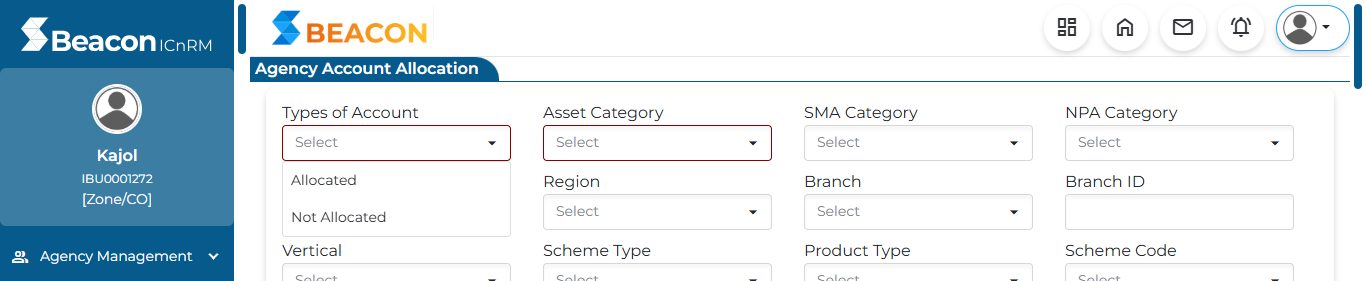 Beacon ICnRM
Kajol
IBU0001272
[Zone/CO]
Agency Management
BEACON
Agency Account Allocation
Types of Account
Select
Allocated
Not Allocated
Asset Category
Select
SMA Category
Select
NPA Category
Select
Region
Select
Branch
Select
Branch ID
Vertical
Select
Scheme Type
Select
Product Type
Select
Scheme Code
Select